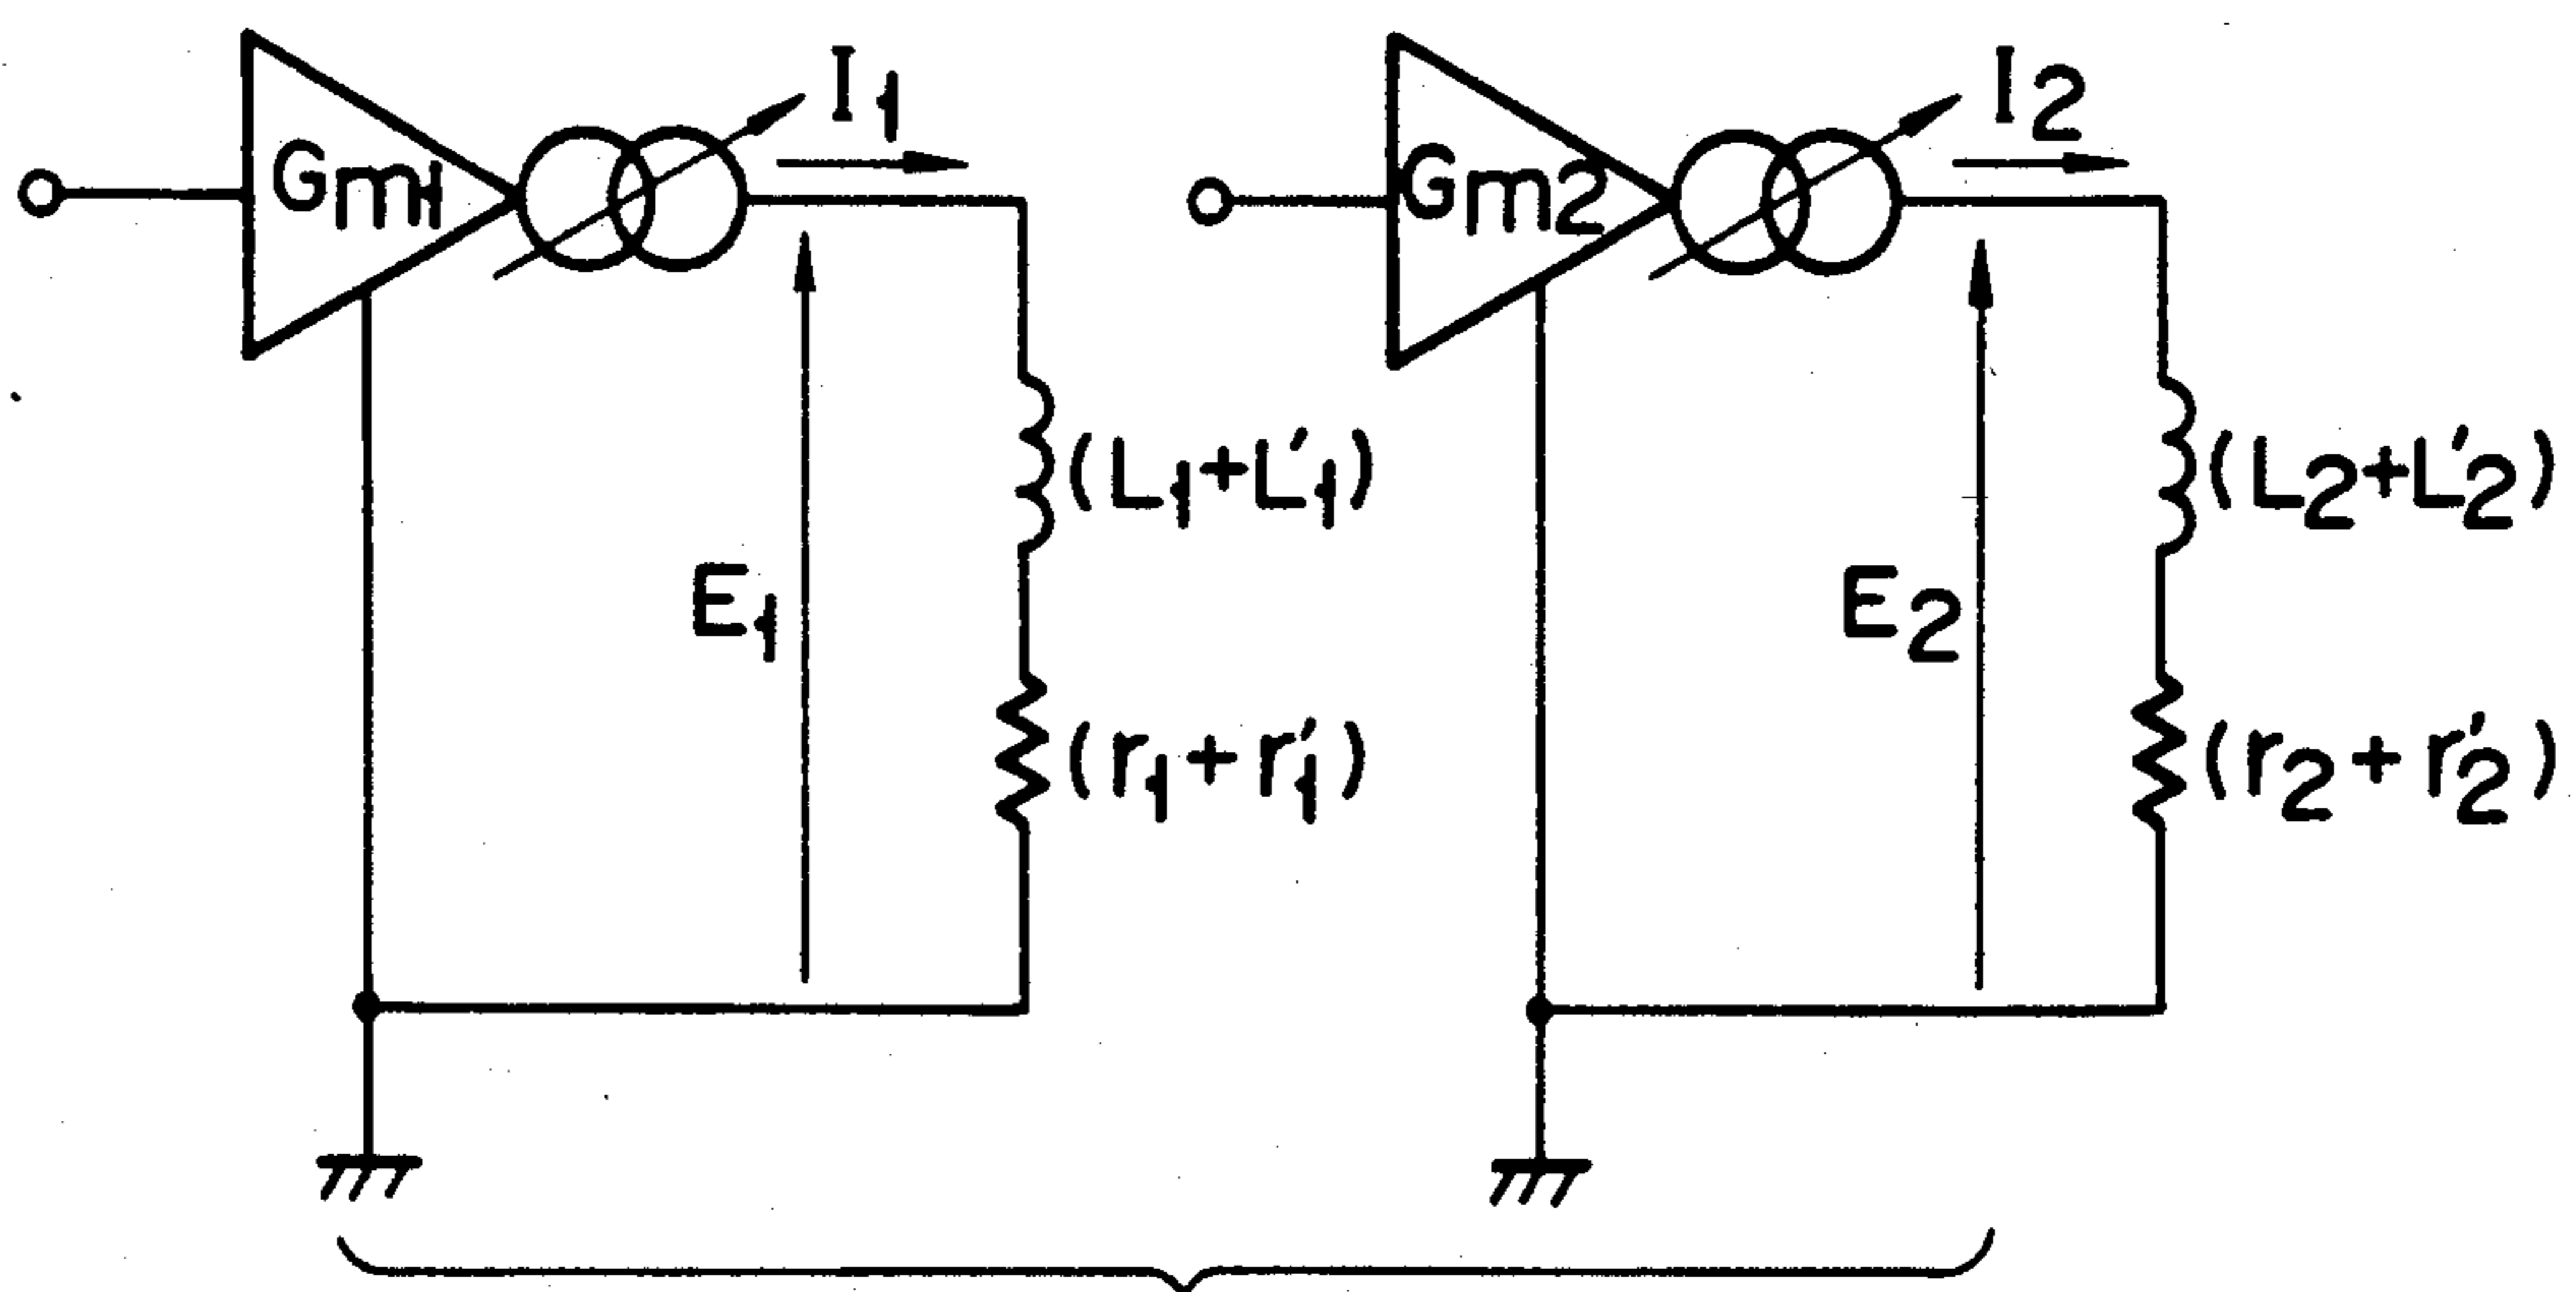 Gm1
I1
E1
(L1+L'1)
(r1+r'1)
Gm2
I2
E2
(L2+L'2)
(r2+r'2)